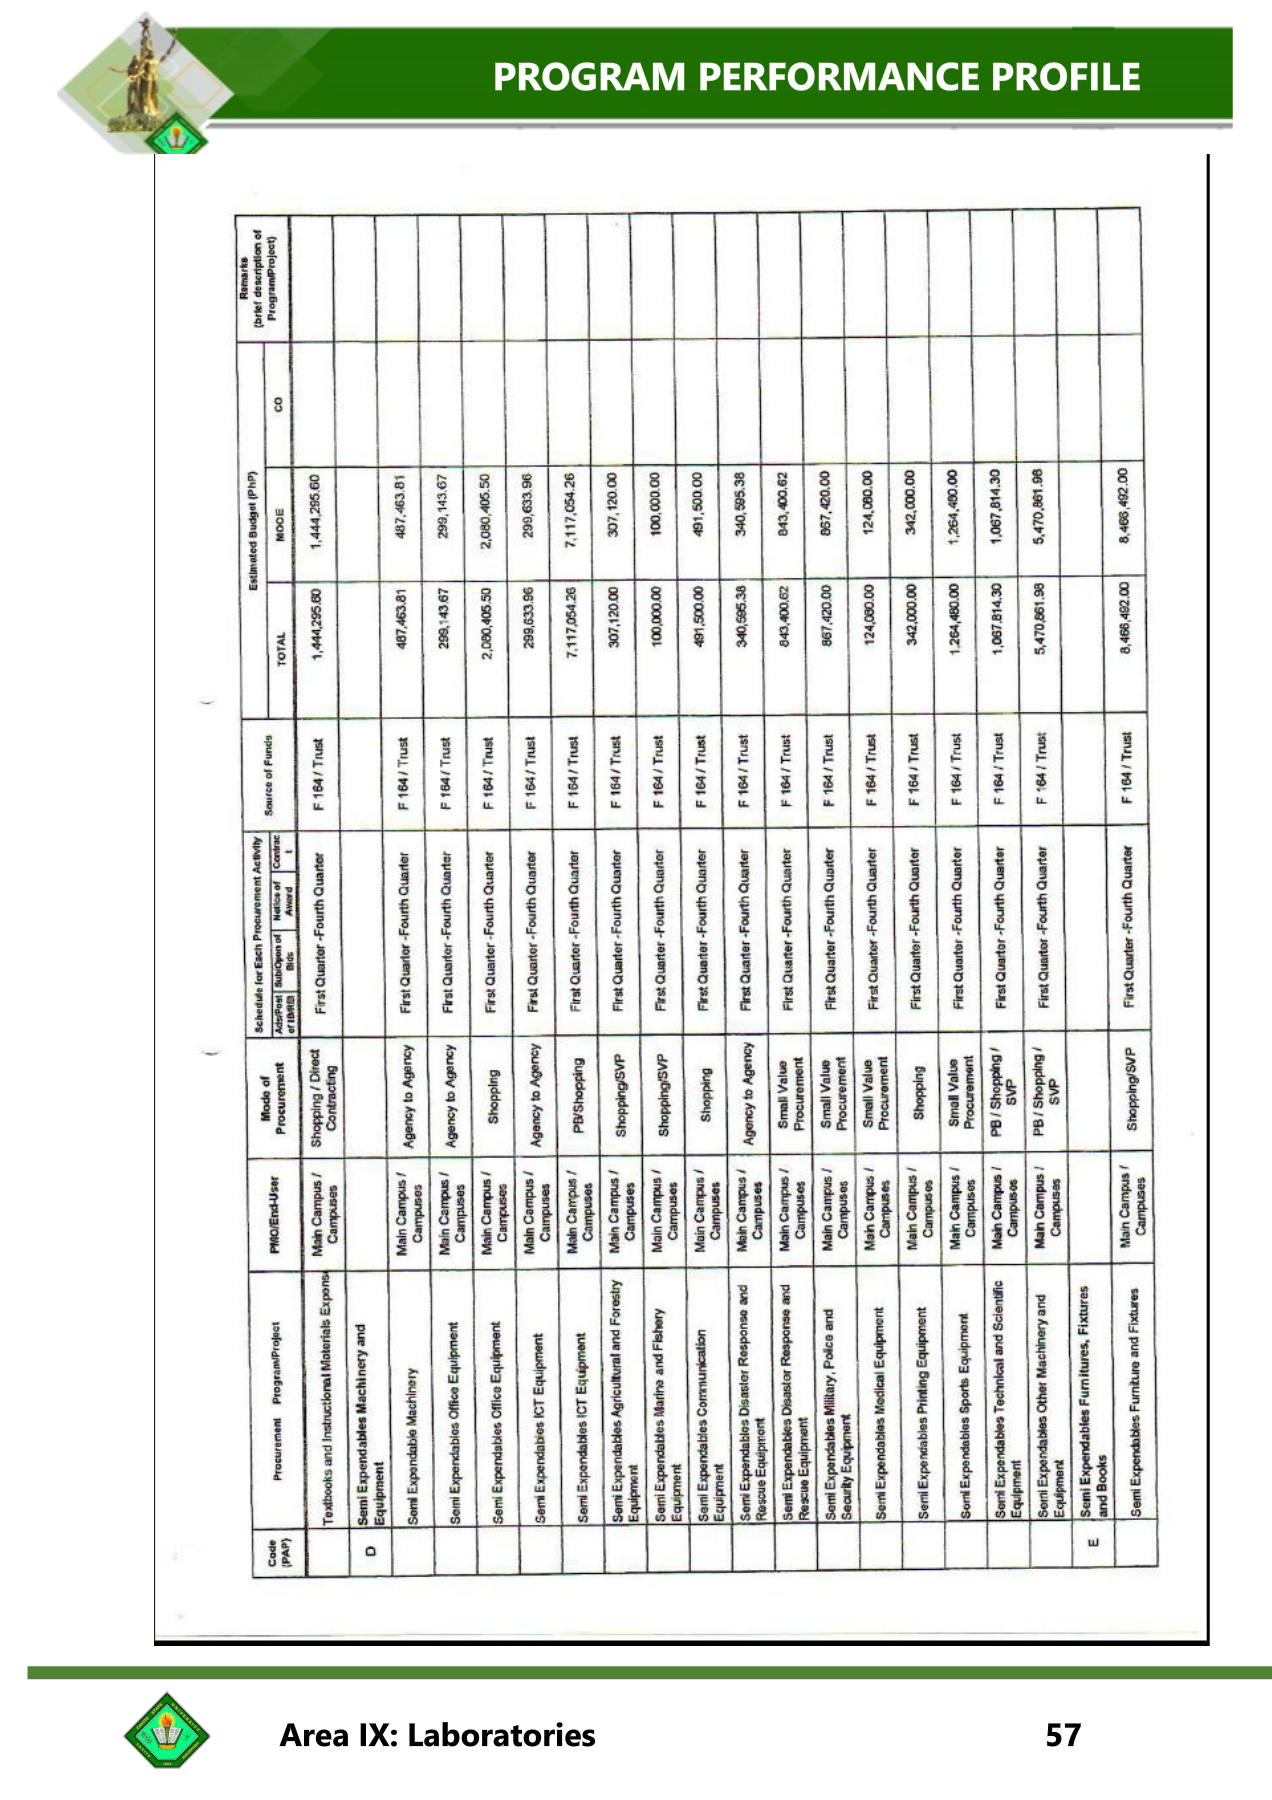 PROGRAM PERFORMANCE PROFILE
Code (PAP) Procurement Program/Project PMO/End-User Mode of Procurement Schedule for Each Procurement Activity Source of Funds Estimated Budget (PhP) Remarks (brief description of Program/Project)
Ads/Post of IB/REI Sub/Open of Bids Notice of Award Contract TOTAL MOOE CO
Textbooks and Instructional Materials Expens Main Campus / Campuses Shopping / Direct Contracting First Quarter -Fourth Quarter F 164 / Trust 1,444,295.60 1,444,295.60
D Semi Expendables Machinery and Equipment
Semi Expendable Machinery Main Campus / Campuses Agency to Agency First Quarter -Fourth Quarter F 164 / Trust 487,463.81 487,463.81
Semi Expendables Office Equipment Main Campus / Campuses Agency to Agency First Quarter -Fourth Quarter F 164 / Trust 299,143.67 299,143.67
Semi Expendables Office Equipment Main Campus / Campuses Shopping First Quarter -Fourth Quarter F 164 / Trust 2,080,405.50 2,080,405.50
Semi Expendables ICT Equipment Main Campus / Campuses Agency to Agency First Quarter -Fourth Quarter F 164 / Trust 299,633.96 299,633.96
Semi Expendables ICT Equipment Main Campus / Campuses PB/Shopping First Quarter -Fourth Quarter F 164 / Trust 7,117,054.26 7,117,054.26
Semi Expendables Agricultural and Forestry Equipment Main Campus / Campuses Shopping/SVP First Quarter -Fourth Quarter F 164 / Trust 307,120.00 307,120.00
Semi Expendables Marine and Fishery Equipment Main Campus / Campuses Shopping/SVP First Quarter -Fourth Quarter F 164 / Trust 100,000.00 100,000.00
Semi Expendables Communication Equipment Main Campus / Campuses Shopping First Quarter -Fourth Quarter F 164 / Trust 491,500.00 491,500.00
Semi Expendables Disaster Response and Rescue Equipment Main Campus / Campuses Agency to Agency First Quarter -Fourth Quarter F 164 / Trust 340,595.38 340,595.38
Semi Expendables Disaster Response and Rescue Equipment Main Campus / Campuses Small Value Procurement First Quarter -Fourth Quarter F 164 / Trust 843,400.62 843,400.62
Semi Expendables Military, Police and Security Equipment Main Campus / Campuses Small Value Procurement First Quarter -Fourth Quarter F 164 / Trust 867,420.00 867,420.00
Semi Expendables Medical Equipment Main Campus / Campuses Small Value Procurement First Quarter -Fourth Quarter F 164 / Trust 124,080.00 124,080.00
Semi Expendables Printing Equipment Main Campus / Campuses Shopping First Quarter -Fourth Quarter F 164 / Trust 342,000.00 342,000.00
Semi Expendables Sports Equipment Main Campus / Campuses Small Value Procurement First Quarter -Fourth Quarter F 164 / Trust 1,264,480.00 1,264,480.00
Semi Expendables Technical and Scientific Equipment Main Campus / Campuses PB / Shopping / SVP First Quarter -Fourth Quarter F 164 / Trust 1,067,814.30 1,067,814.30
Semi Expendables Other Machinery and Equipment Main Campus / Campuses PB / Shopping / SVP First Quarter -Fourth Quarter F 164 / Trust 5,470,861.98 5,470,861.98
E Semi Expendables Furnitures, Fixtures and Books
Semi Expendables Furniture and Fixtures Main Campus / Campuses Shopping/SVP First Quarter -Fourth Quarter F 164 / Trust 8,466,492.00 8,466,492.00
Area IX: Laboratories 57